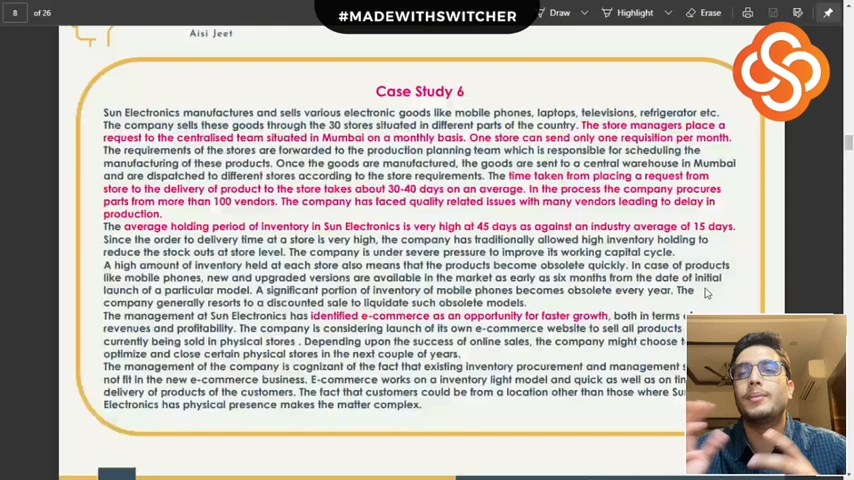 8
of 26
#MADEWITHSWITCHER
Draw
Highlight
Erase
Aisi Jeet
Case Study 6
Sun Electronics manufactures and sells various electronic goods like mobile phones, laptops, televisions, refrigerator etc.
The company sells these goods through the 30 stores situated in different parts of the country. The store managers place a
request to the centralised team situated in Mumbai on a monthly basis. One store can send only one requisition per month.
The requirements of the stores are forwarded to the production planning team which is responsible for scheduling the
manufacturing of these products. Once the goods are manufactured, the goods are sent to a central warehouse in Mumbai
and are dispatched to different stores according to the store requirements. The time taken from placing a request from
store to the delivery of product to the store takes about 30-40 days on an average. In the process the company procures
parts from more than 100 vendors. The company has faced quality related issues with many vendors leading to delay in
production.
The average holding period of inventory in Sun Electronics is very high at 45 days as against an industry average of 15 days.
Since the order to delivery time at a store is very high, the company has traditionally allowed high inventory holding to
reduce the stock outs at store level. The company is under severe pressure to improve its working capital cycle.
A high amount of inventory held at each store also means that the products become obsolete quickly. In case of products
like mobile phones, new and upgraded versions are available in the market as early as six months from the date of initial
launch of a particular model. A significant portion of inventory of mobile phones becomes obsolete every year. The
company generally resorts to a discounted sale to liquidate such obsolete models.
The management at Sun Electronics has identified e-commerce as an opportunity for faster growth, both in terms of
revenues and profitability. The company is considering launch of its own e-commerce website to sell all products
currently being sold in physical stores . Depending upon the success of online sales, the company might choose
optimize and close certain physical stores in the next couple of years.
The management of the company is cognizant of the fact that existing inventory procurement and management
not fit in the new e-commerce business. E-commerce works on a inventory light model and quick as well as on
delivery of products of the customers. The fact that customers could be from a location other than those where
Electronics has physical presence makes the matter complex.